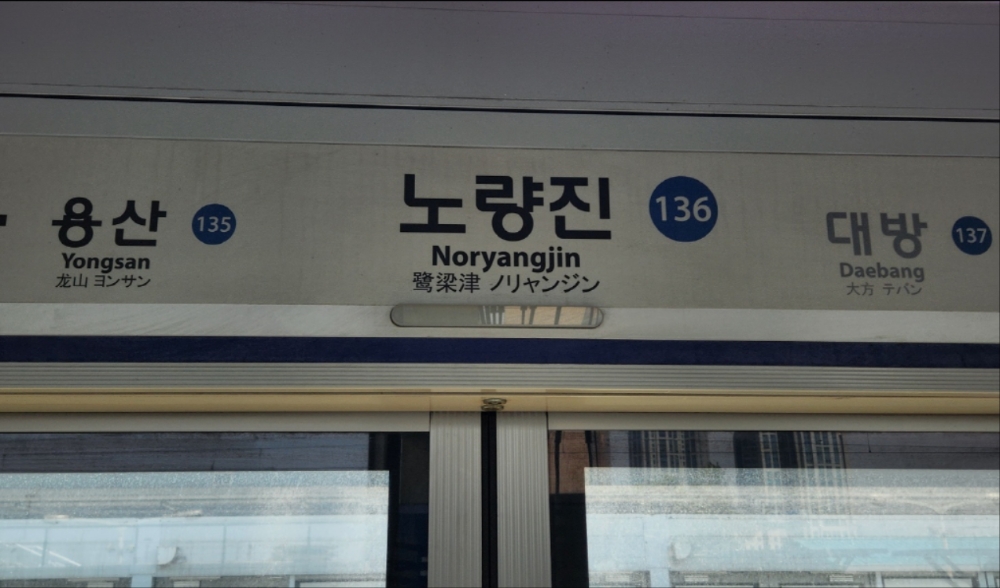 용산 135
Yongsan
龙山 ヨンサン
노량진 136
Noryangjin
鹭梁津 ノリャンジン
대방 137
Daebang
大方 テバン